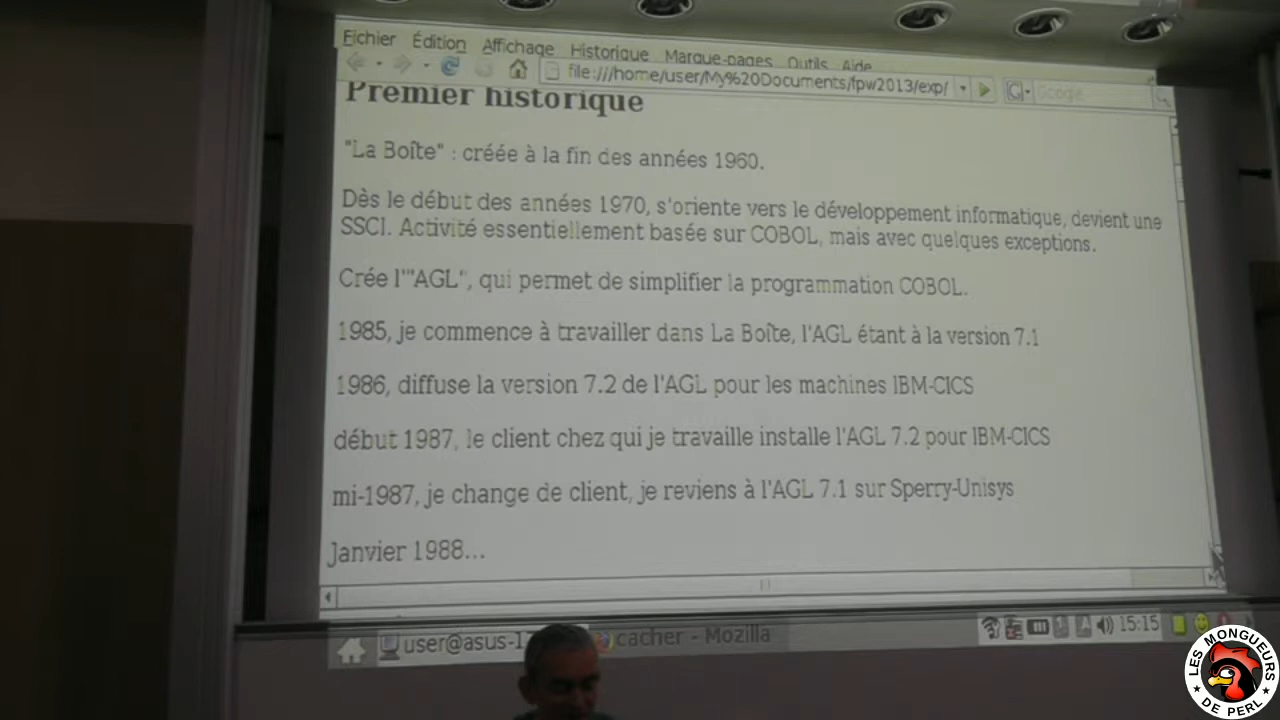 Fichier Édition Affichage Historique Marque-pages Outils Aide
file:///home/user/My%20Documents/fpw2013/exp/
Google
Premier historique
"La Boîte" : créée à la fin des années 1960.
Dès le début des années 1970, s'oriente vers le développement informatique, devient une
SSCI. Activité essentiellement basée sur COBOL, mais avec quelques exceptions.
Crée l'"AGL", qui permet de simplifier la programmation COBOL.
1985, je commence à travailler dans La Boîte, l'AGL étant à la version 7.1
1986, diffuse la version 7.2 de l'AGL pour les machines IBM-CICS
début 1987, le client chez qui je travaille installe l'AGL 7.2 pour IBM-CICS
mi-1987, je change de client, je reviens à l'AGL 7.1 sur Sperry-Unisys
Janvier 1988...
user@asus-1
cacher - Mozilla
15:15
LES MONGUEURS
DE PERL